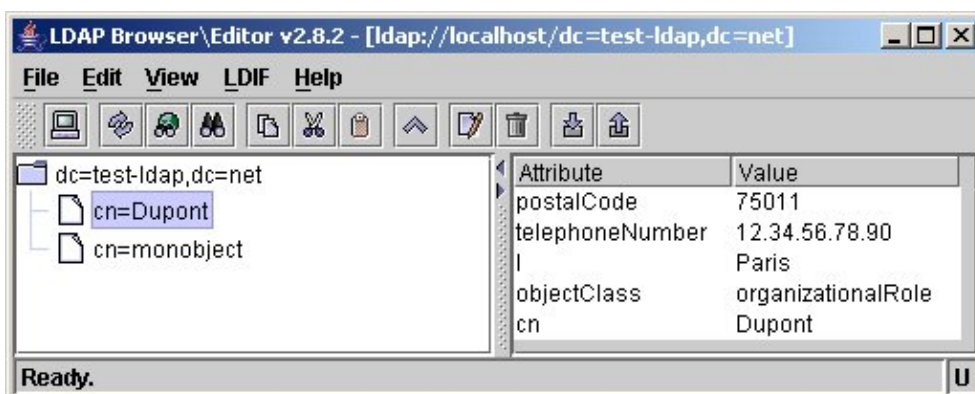 LDAP Browser\Editor v2.8.2 - [ldap://localhost/dc=test-ldap,dc=net]
File Edit View LDIF Help
dc=test-ldap,dc=net
cn=Dupont
cn=monobject
Attribute Value
postalCode 75011
telephoneNumber 12.34.56.78.90
l Paris
objectClass organizationalRole
cn Dupont
Ready. U